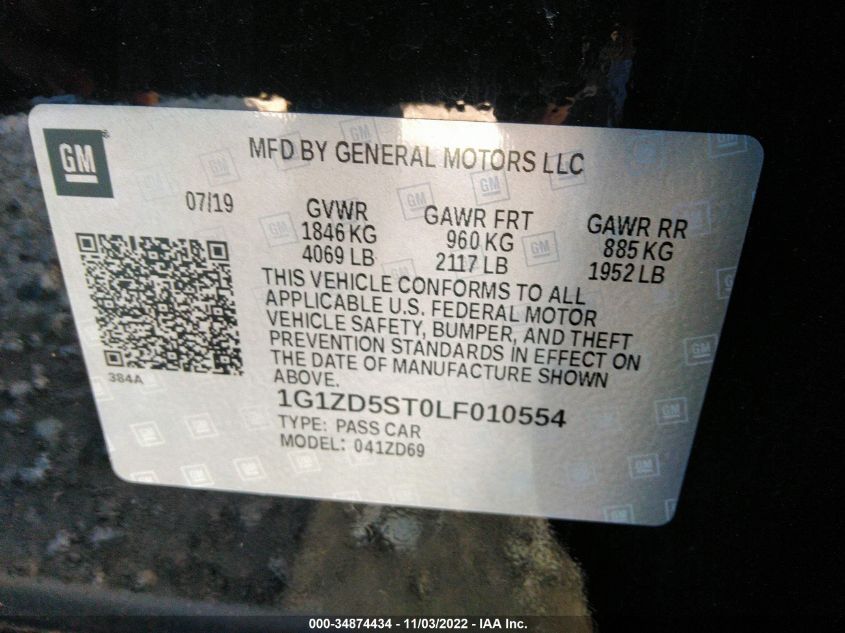 GM
MFD BY GENERAL MOTORS LLC
07/19
GVWR
1846 KG
4069 LB
GAWR FRT
960 KG
2117 LB
GAWR RR
885 KG
1952 LB
THIS VEHICLE CONFORMS TO ALL
APPLICABLE U.S. FEDERAL MOTOR
VEHICLE SAFETY, BUMPER, AND THEFT
PREVENTION STANDARDS IN EFFECT ON
THE DATE OF MANUFACTURE SHOWN
ABOVE.
384A
1G1ZD5ST0LF010554
TYPE: PASS CAR
MODEL: 041ZD69
000-34874434 - 11/03/2022 - IAA Inc.